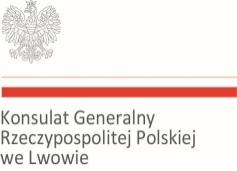 Konsulat Generalny
Rzeczypospolitej Polskiej
we Lwowie